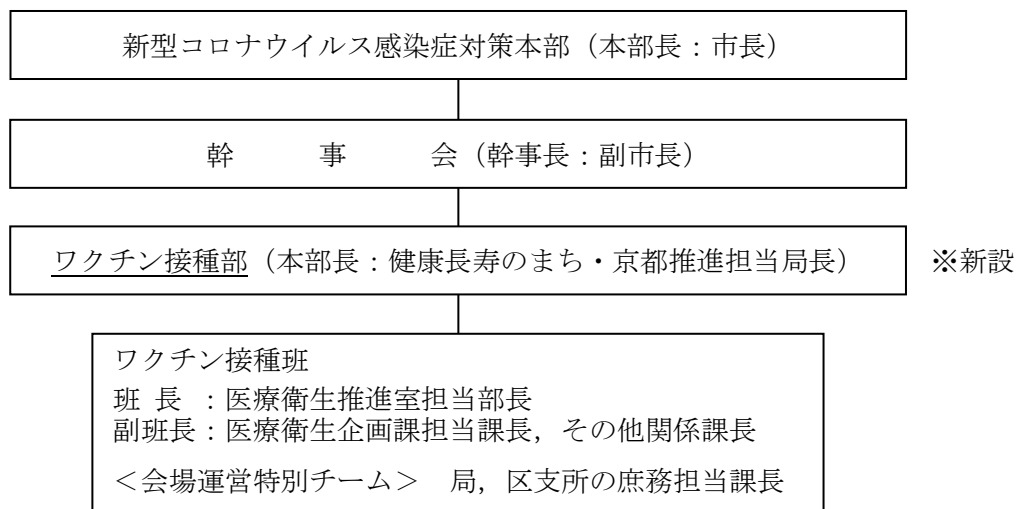 新型コロナウイルス感染症対策本部（本部長：市長）
幹　　事　　会（幹事長：副市長）
ワクチン接種部（本部長：健康長寿のまち・京都推進担当局長）　※新設
ワクチン接種班
班 長 ：医療衛生推進室担当部長
副班長：医療衛生企画課担当課長，その他関係課長
＜会場運営特別チーム＞　局，区支所の庶務担当課長